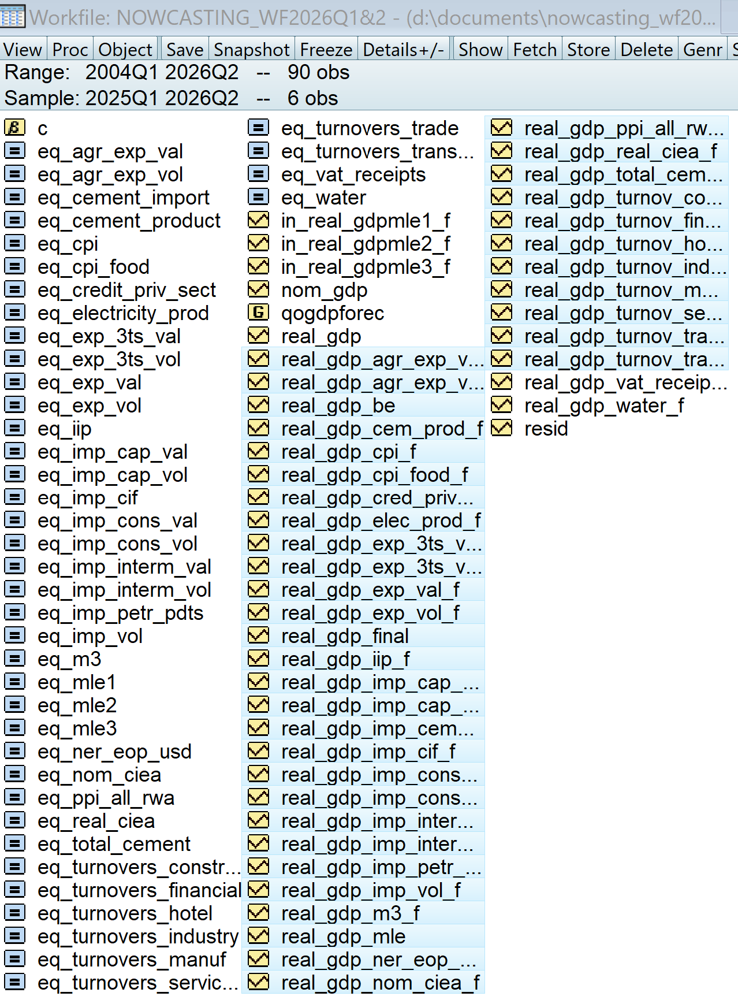 Workfile: NOWCASTING_WF2026Q1&2 - (d:\documents\nowcasting_wf20...
View Proc Object Save Snapshot Freeze Details+/- Show Fetch Store Delete Genr S
Range: 2004Q1 2026Q2 -- 90 obs
Sample: 2025Q1 2026Q2 -- 6 obs
c
eq_agr_exp_val
eq_agr_exp_vol
eq_cement_import
eq_cement_product
eq_cpi
eq_cpi_food
eq_credit_priv_sect
eq_electricity_prod
eq_exp_3ts_val
eq_exp_3ts_vol
eq_exp_val
eq_exp_vol
eq_iip
eq_imp_cap_val
eq_imp_cap_vol
eq_imp_cif
eq_imp_cons_val
eq_imp_cons_vol
eq_imp_interm_val
eq_imp_interm_vol
eq_imp_petr_pdts
eq_imp_vol
eq_m3
eq_mle1
eq_mle2
eq_mle3
eq_ner_eop_usd
eq_nom_ciea
eq_ppi_all_rwa
eq_real_ciea
eq_total_cement
eq_turnovers_constr...
eq_turnovers_financial
eq_turnovers_hotel
eq_turnovers_industry
eq_turnovers_manuf
eq_turnovers_servic...
eq_turnovers_trade
eq_turnovers_trans...
eq_vat_receipts
eq_water
in_real_gdpmle1_f
in_real_gdpmle2_f
in_real_gdpmle3_f
nom_gdp
qogdpforec
real_gdp
real_gdp_agr_exp_v...
real_gdp_agr_exp_v...
real_gdp_be
real_gdp_cem_prod_f
real_gdp_cpi_f
real_gdp_cpi_food_f
real_gdp_cred_priv...
real_gdp_elec_prod_f
real_gdp_exp_3ts_v...
real_gdp_exp_3ts_v...
real_gdp_exp_val_f
real_gdp_exp_vol_f
real_gdp_final
real_gdp_iip_f
real_gdp_imp_cap_...
real_gdp_imp_cap_...
real_gdp_imp_cem...
real_gdp_imp_cif_f
real_gdp_imp_cons...
real_gdp_imp_cons...
real_gdp_imp_inter...
real_gdp_imp_inter...
real_gdp_imp_petr_...
real_gdp_imp_vol_f
real_gdp_m3_f
real_gdp_mle
real_gdp_ner_eop_...
real_gdp_nom_ciea_f
real_gdp_ppi_all_rw...
real_gdp_real_ciea_f
real_gdp_total_cem...
real_gdp_turnov_co...
real_gdp_turnov_fin...
real_gdp_turnov_ho...
real_gdp_turnov_ind...
real_gdp_turnov_m...
real_gdp_turnov_se...
real_gdp_turnov_tra...
real_gdp_turnov_tra...
real_gdp_vat_receip...
real_gdp_water_f
resid